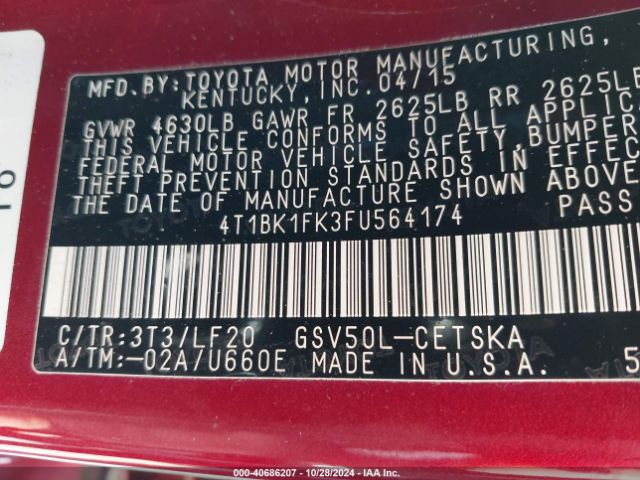 MFD. BY: TOYOTA MOTOR MANUFACTURING,
KENTUCKY, INC. 04/15
GVWR 4630LB GAWR FR 2625LB RR 2625LB
THIS VEHICLE CONFORMS TO ALL APPLIC
FEDERAL MOTOR VEHICLE SAFETY, BUMPER
THEFT PREVENTION STANDARDS IN EFFEC
THE DATE OF MANUFACTURE SHOWN ABOVE
4T1BK1FK3FU564174 PASS
C/TR:3T3/LF20 GSV50L-CETSKA
A/TM:-02A/U660E MADE IN U.S.A. 5
000-40686207 | 10/28/2024 - IAA Inc.